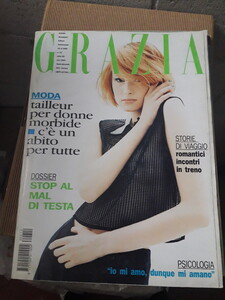 GRAZIA
MODA
tailleur
per donne
morbide
c'è un
abito
per tutte
DOSSIER
STOP AL
MAL
DI TESTA
STORIE
DI VIAGGIO
romantici
incontri
in treno
PSICOLOGIA
"Io mi amo, dunque mi amano"